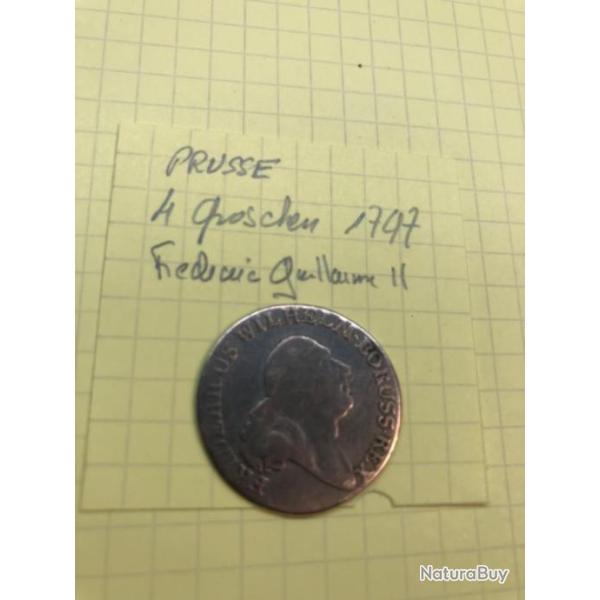 PRUSSE
4 Groschen 1797
Frederic Guillaume II
FRIDERICUS WILHELM BORUSS REX
NaturaBuy